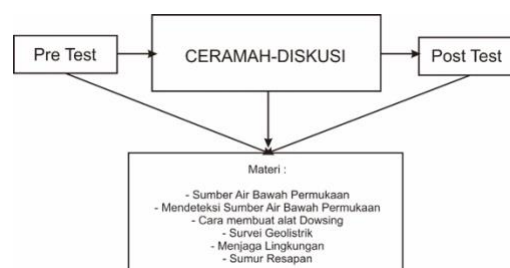 Pre Test
CERAMAH-DISKUSI
Post Test
Materi :
- Sumber Air Bawah Permukaan
- Mendeteksi Sumber Air Bawah Permukaan
- Cara membuat alat Dowsing
- Survei Geolistrik
- Menjaga Lingkungan
- Sumur Resapan